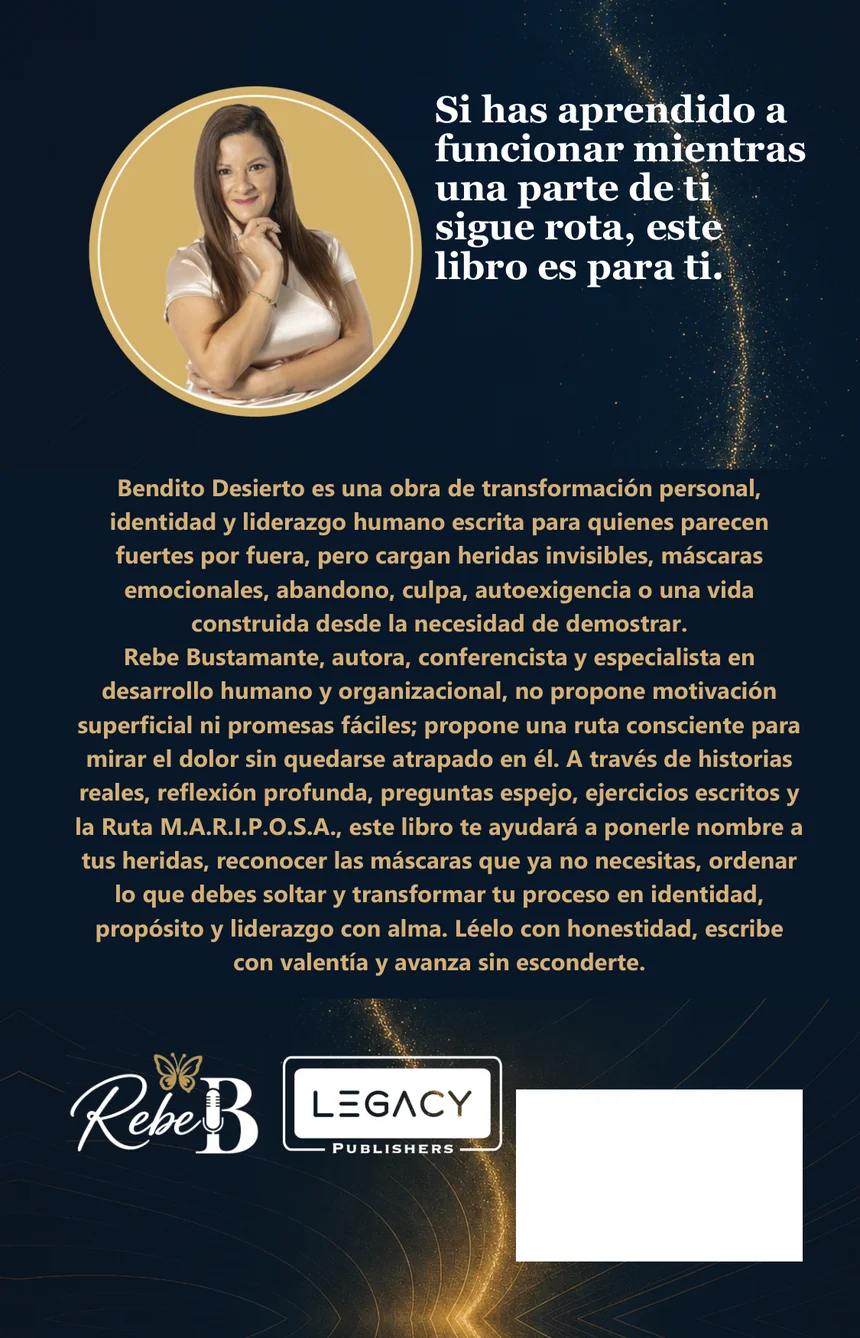 Si has aprendido a
funcionar mientras
una parte de ti
sigue rota, este
libro es para ti.
Bendito Desierto es una obra de transformación personal,
identidad y liderazgo humano escrita para quienes parecen
fuertes por fuera, pero cargan heridas invisibles, máscaras
emocionales, abandono, culpa, autoexigencia o una vida
construida desde la necesidad de demostrar.
Rebe Bustamante, autora, conferencista y especialista en
desarrollo humano y organizacional, no propone motivación
superficial ni promesas fáciles; propone una ruta consciente para
mirar el dolor sin quedarse atrapado en él. A través de historias
reales, reflexión profunda, preguntas espejo, ejercicios escritos y
la Ruta M.A.R.I.P.O.S.A., este libro te ayudará a ponerle nombre a
tus heridas, reconocer las máscaras que ya no necesitas, ordenar
lo que debes soltar y transformar tu proceso en identidad,
propósito y liderazgo con alma. Léelo con honestidad, escribe
con valentía y avanza sin esconderte.
Rebe B
LEGACY
PUBLISHERS